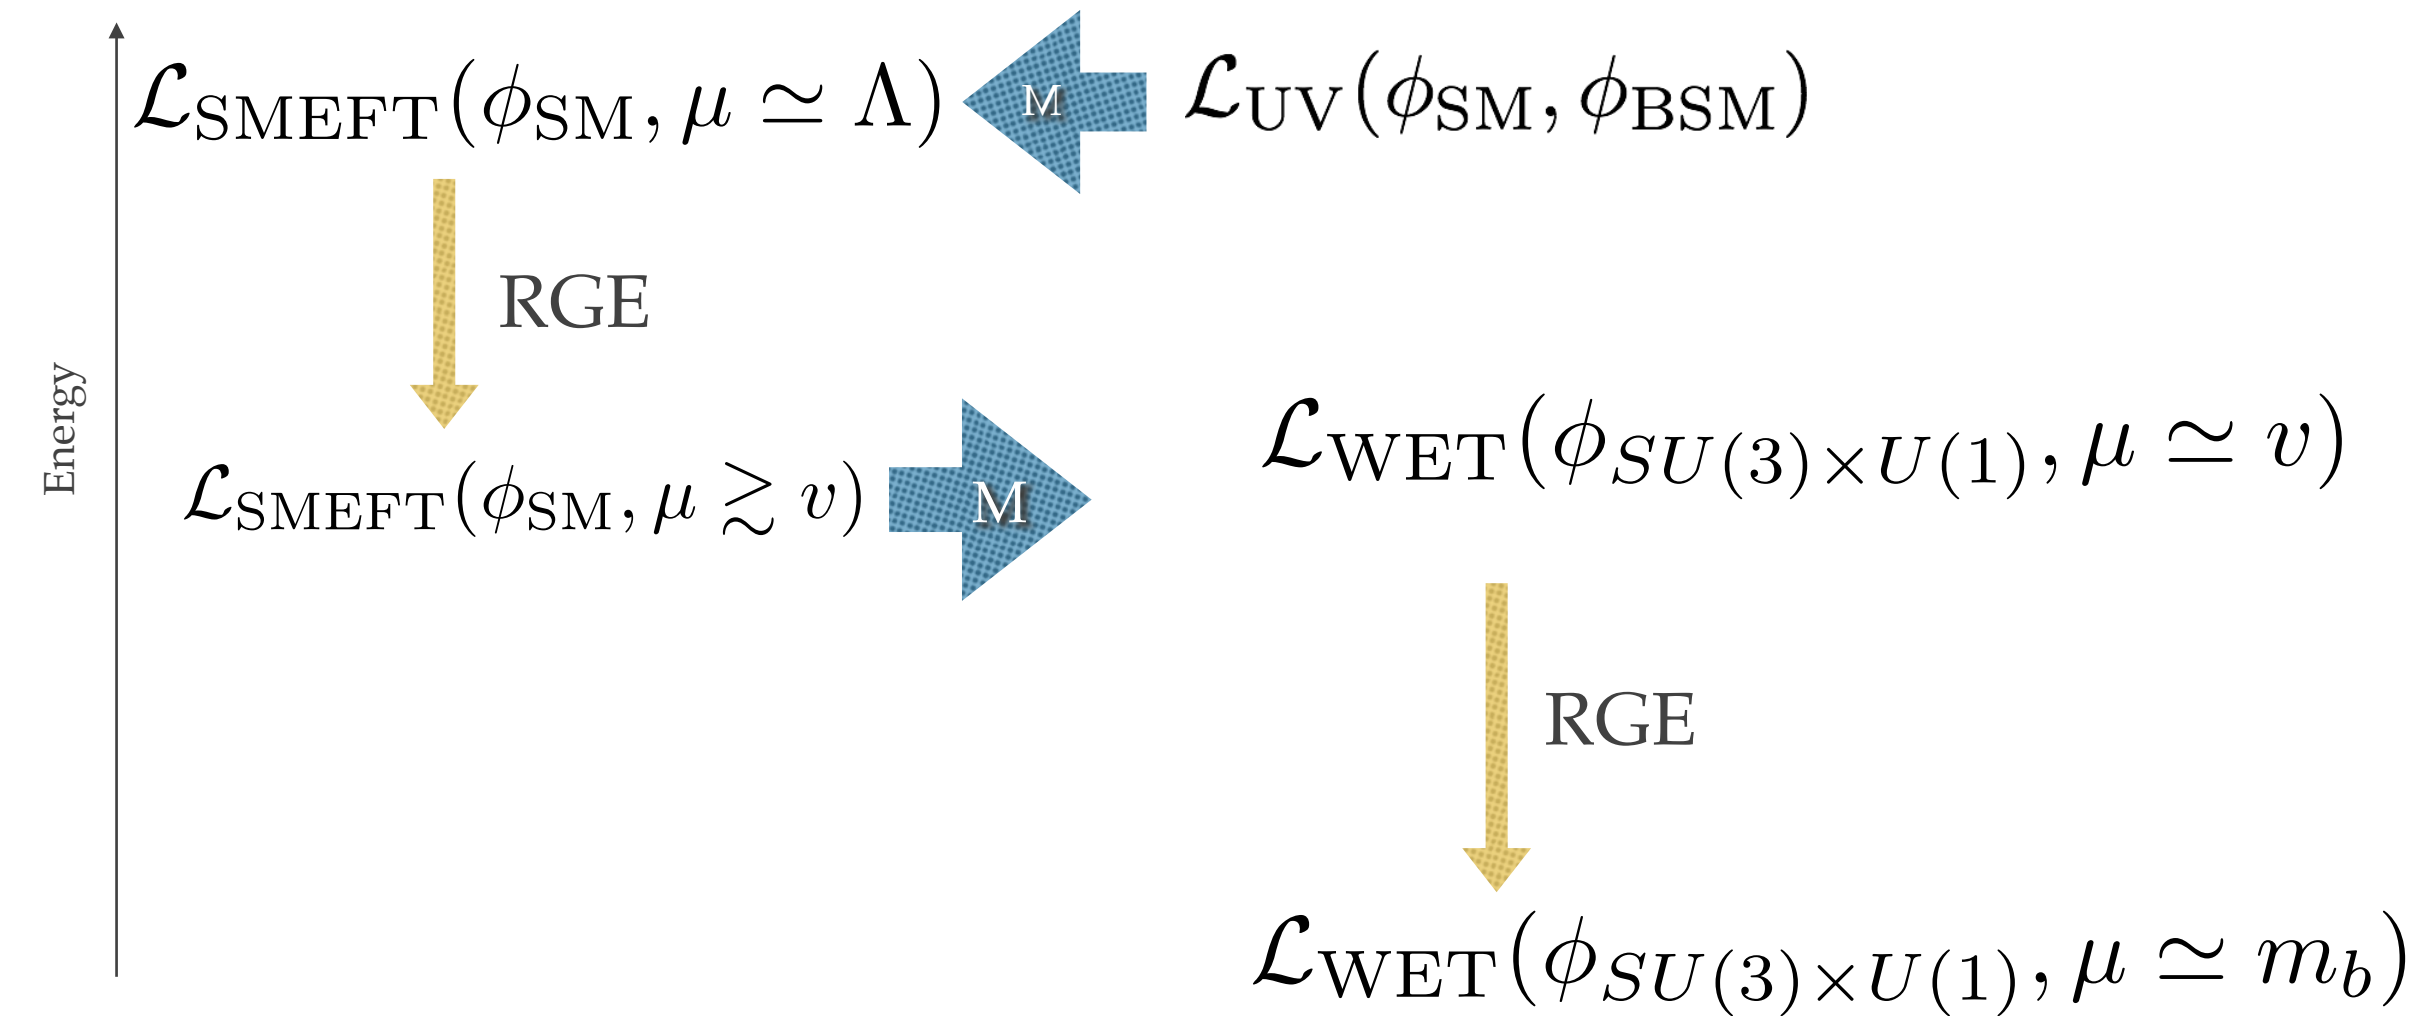 ℒ_SMEFT(ϕ_SM, μ ≃ Λ)
M
ℒ_UV(ϕ_SM, ϕ_BSM)
RGE
Energy
ℒ_SMEFT(ϕ_SM, μ ≳ v)
M
ℒ_WET(ϕ_SU(3)×U(1), μ ≃ v)
RGE
ℒ_WET(ϕ_SU(3)×U(1), μ ≃ m_b)